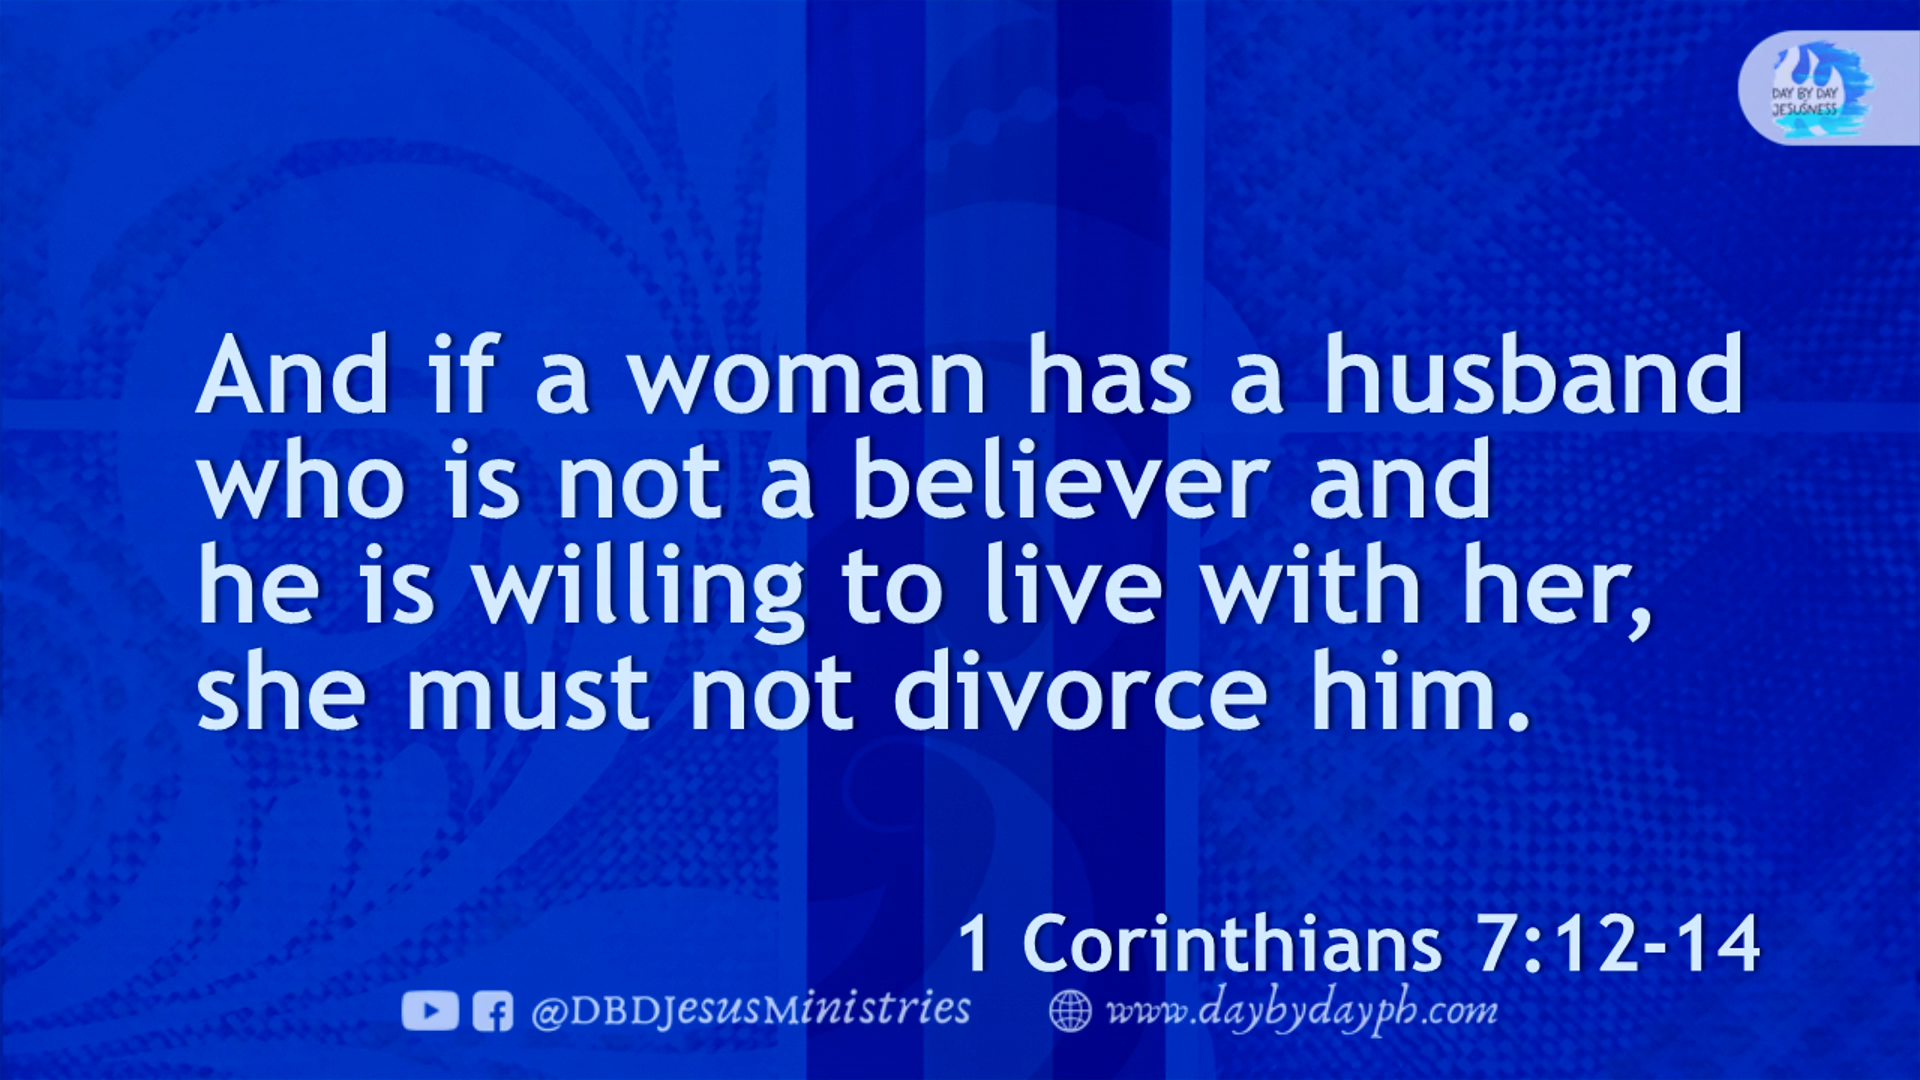 DAY BY DAY
JESUSNESS
And if a woman has a husband
who is not a believer and
he is willing to live with her,
she must not divorce him.
1 Corinthians 7:12-14
@DBDJesusMinistries
www.daybydayph.com